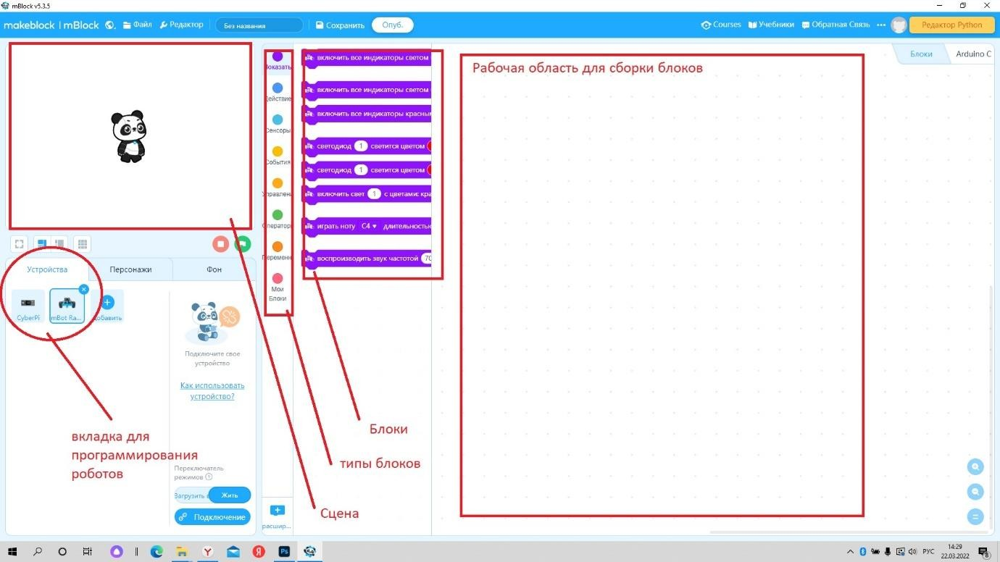 mBlock v5.3.5
makeblock | mBlock
Файл
Редактор
Без названия
Сохранить
Опуб.
Courses
Учебники
Обратная Связь
Редактор Python
Показать
Действие
Сенсоры
События
Управлени
Оператор
Переменн
Мои
Блоки
расшир...
включить все индикаторы светом
включить все индикаторы светом
включить все индикаторы красны
светодиод 1 светится цветом
светодиод 1 светится цветом
включить свет 1 с цветами: кра
играть ноту C4 длительностью
воспроизводить звук частотой 70
Рабочая область для сборки блоков
Блоки
Arduino C
Устройства
Персонажи
Фон
CyberPi
mBot Ra...
добавить
Подключите свое
устройство
Как использовать
устройство?
Переключатель
режимов ?
Загрузить в
Жить
Подключение
вкладка для
программирования
роботов
Блоки
типы блоков
Сцена
РУС
14:29
22.03.2022